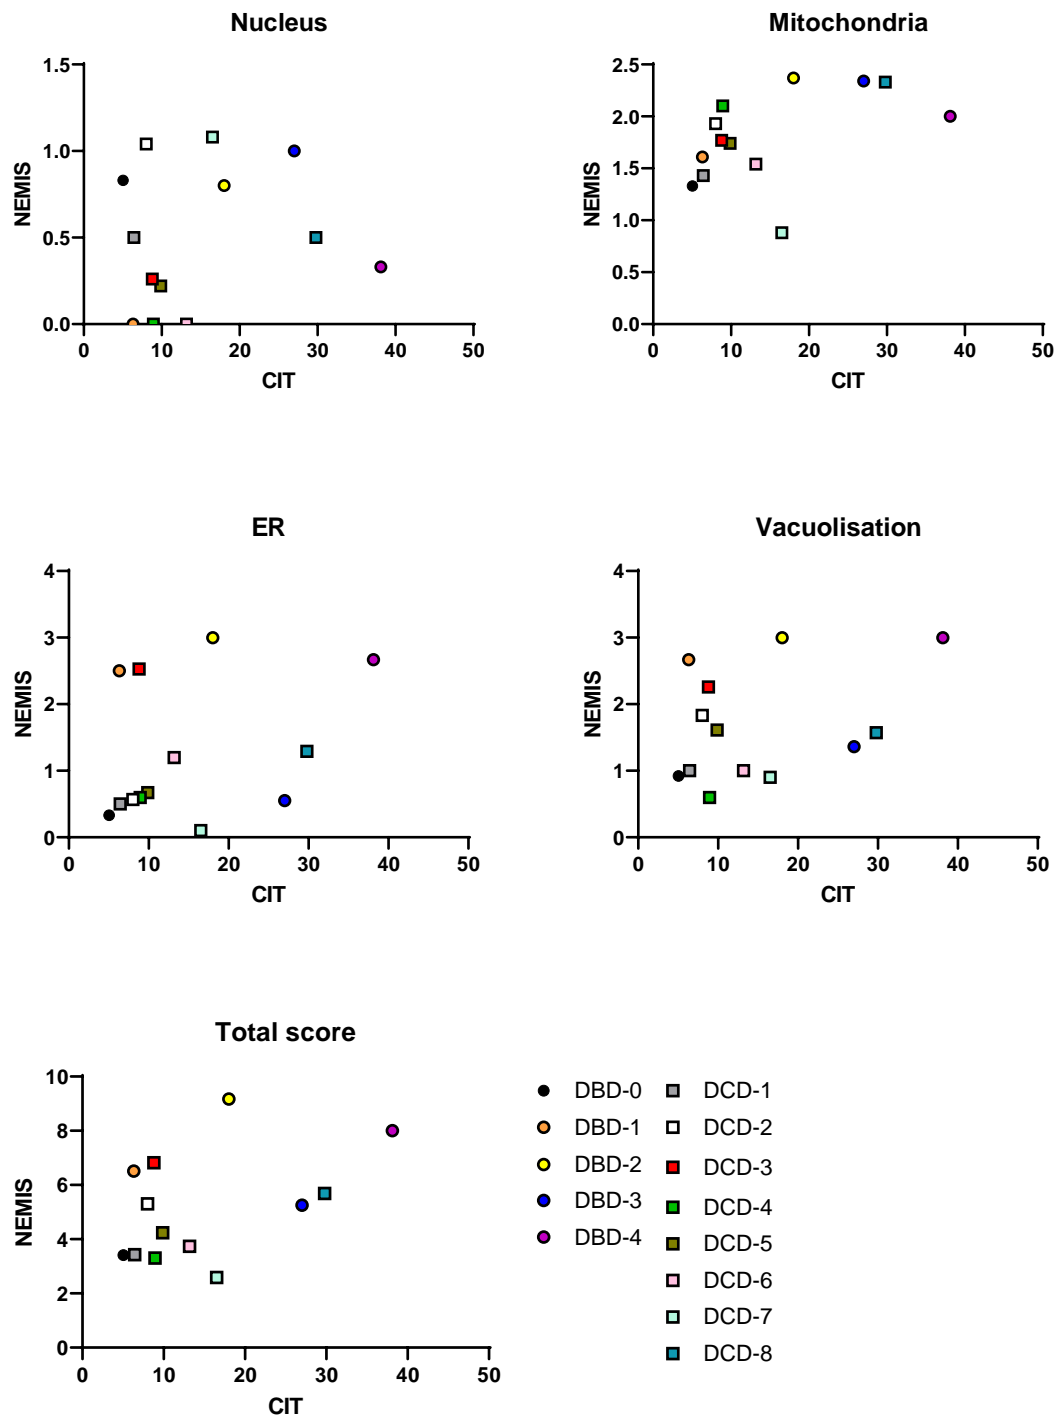 Nucleus
1.5
1.0
0.5
0.0
NEMIS
0 10 20 30 40 50
CIT
Mitochondria
2.5
2.0
1.5
1.0
0.5
0.0
NEMIS
0 10 20 30 40 50
CIT
ER
4
3
2
1
0
NEMIS
0 10 20 30 40 50
CIT
Vacuolisation
4
3
2
1
0
NEMIS
0 10 20 30 40 50
CIT
Total score
10
8
6
4
2
0
NEMIS
0 10 20 30 40 50
CIT
DBD-0
DBD-1
DBD-2
DBD-3
DBD-4
DCD-1
DCD-2
DCD-3
DCD-4
DCD-5
DCD-6
DCD-7
DCD-8